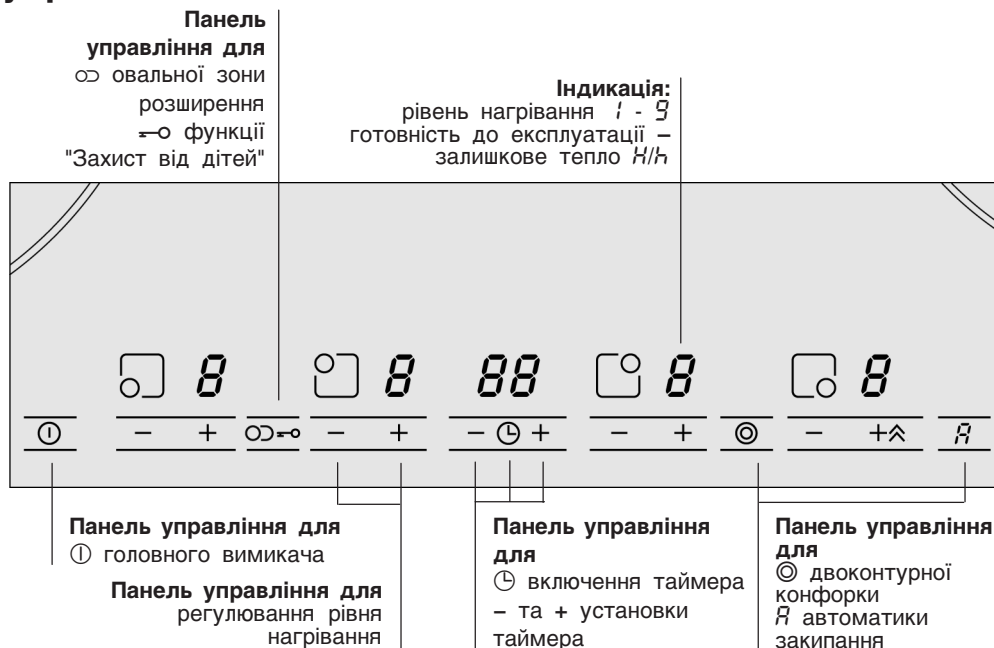 Панель
управління для
овальної зони
розширення
функції
"Захист від дітей"
Індикація:
рівень нагрівання 1 - 9
готовність до експлуатації –
залишкове тепло H/h
8 8 88 8 8
– + – + – + – + – + A
Панель управління для
головного вимикача
Панель управління для
регулювання рівня
нагрівання
Панель управління
для
включення таймера
– та + установки
таймера
Панель управління
для
двоконтурної
конфорки
A автоматики
закипання